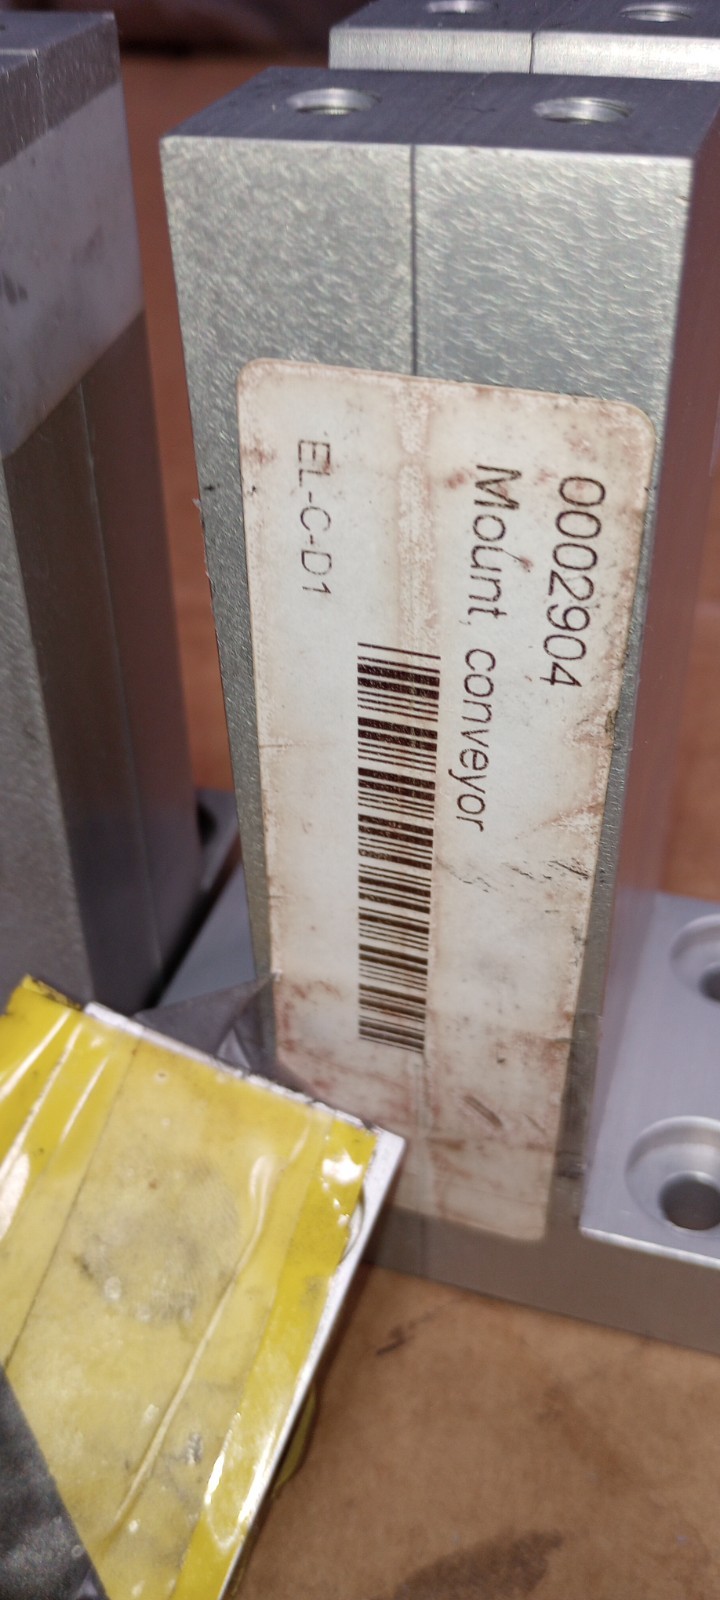 0002904
Mount, conveyor
EL-C-D1